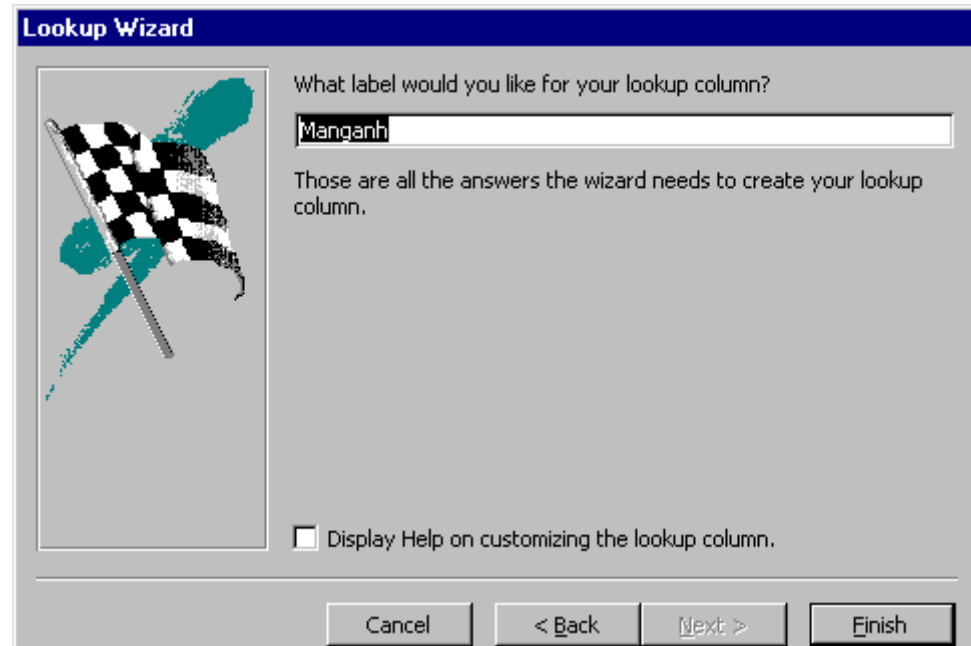 Lookup Wizard
What label would you like for your lookup column?
Manganh
Those are all the answers the wizard needs to create your lookup
column.
Display Help on customizing the lookup column.
Cancel
< Back
Next >
Finish